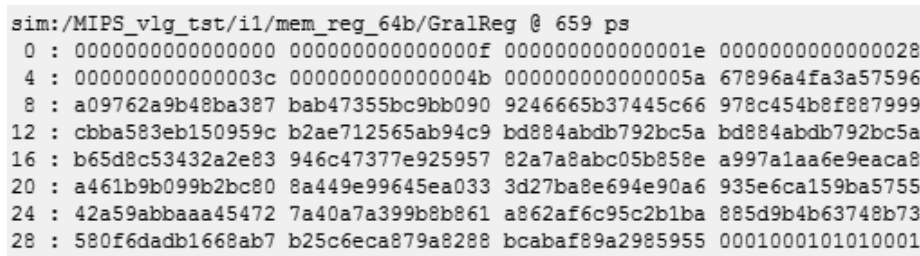 sim:/MIPS_vlg_tst/i1/mem_reg_64b/GralReg @ 659 ps
0 : 0000000000000000 000000000000000f 000000000000001e 0000000000000028
4 : 000000000000003c 000000000000004b 000000000000005a 67896a4fa3a57596
8 : a09762a9b48ba387 bab47355bc9bb090 9246665b37445c66 978c454b8f887999
12 : cbba583eb150959c b2ae712565ab94c9 bd884abdb792bc5a bd884abdb792bc5a
16 : b65d8c53432a2e83 946c47377e925957 82a7a8abc05b858e a997a1aa6e9eaca8
20 : a461b9b099b2bc80 8a449e99645ea033 3d27ba8e694e90a6 935e6ca159ba5755
24 : 42a59abbaaa45472 7a40a7a399b8b861 a862af6c95c2b1ba 885d9b4b63748b73
28 : 580f6dadb1668ab7 b25c6eca879a8288 bcabaf89a2985955 0001000101010001